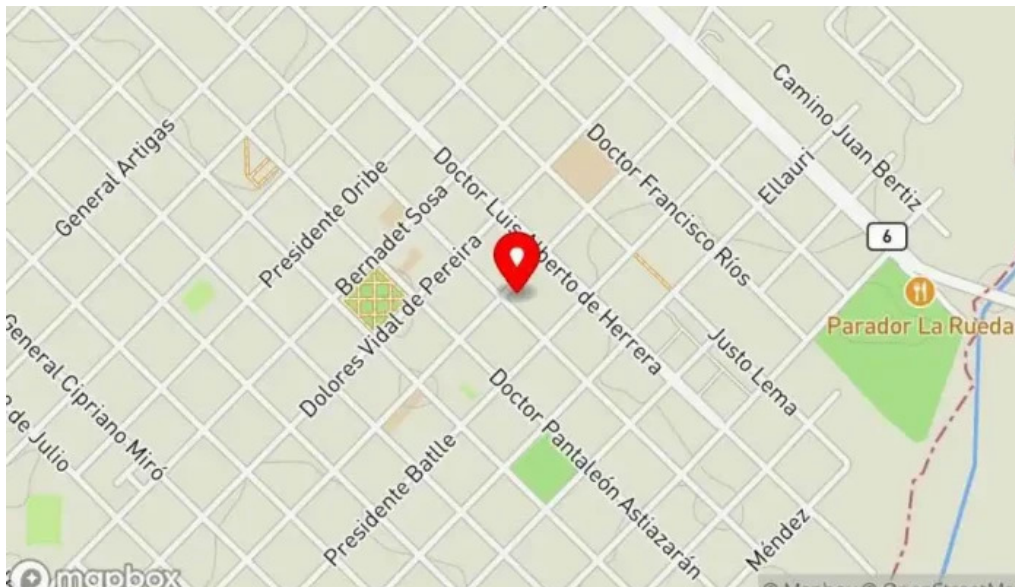 Camino Juan Bertiz
General Artigas
Doctor Francisco Ríos
Ellauri
Presidente Oribe
Bernadet Sosa
Doctor Luis Alberto de Herrera
6
Dolores Vidal de Pereira
Parador La Rueda
General Cipriano Miró
Justo Lema
de Julio
Doctor Pantaleón Astiazarán
Presidente Batlle
Méndez
mapbox
© Mapbox ©